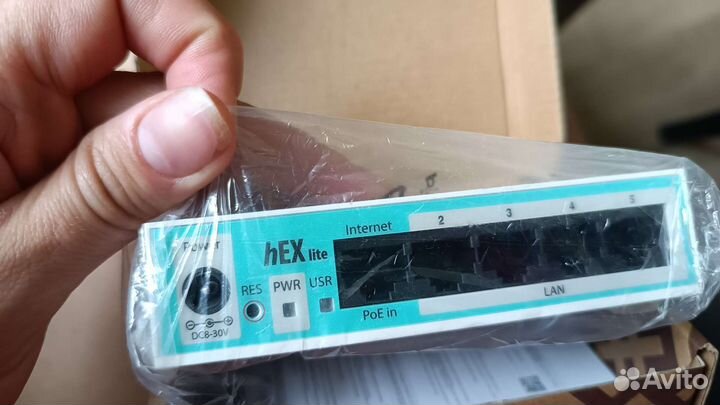 Internet 2 3 4 5
Power hEX lite
RES PWR USR
DC8-30V PoE in LAN
Avito